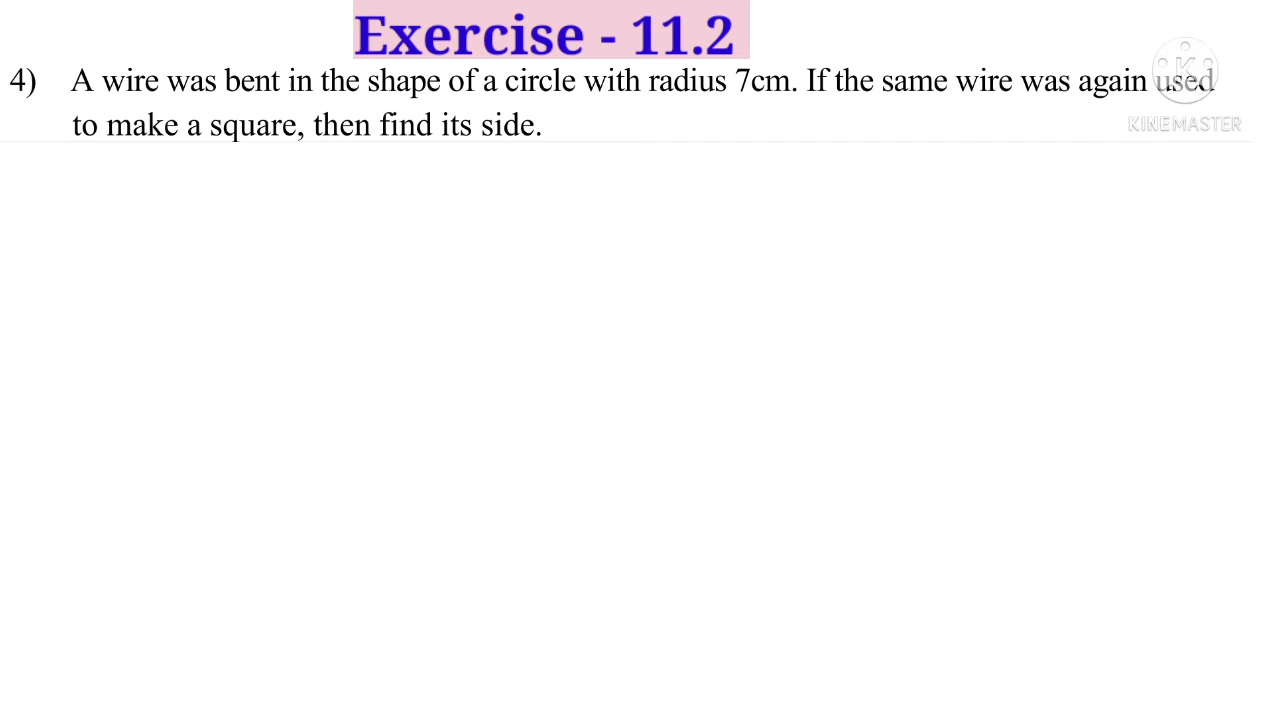 Exercise - 11.2
4) A wire was bent in the shape of a circle with radius 7cm. If the same wire was again used
to make a square, then find its side.
K
KINEMASTER